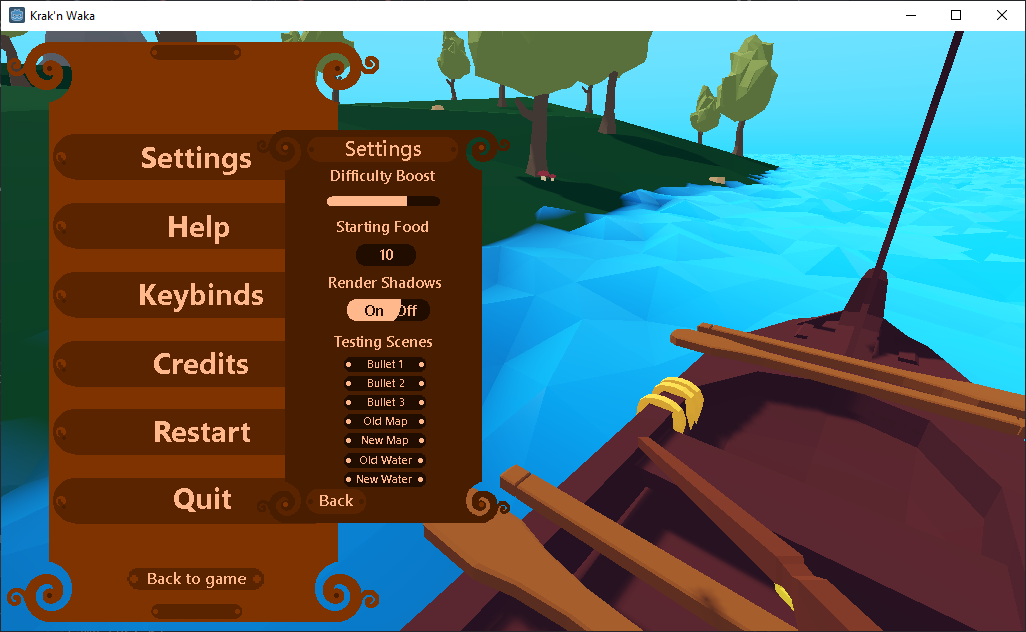 Krak'n Waka
Settings
Help
Keybinds
Credits
Restart
Quit
Back to game
Settings
Difficulty Boost
Starting Food
10
Render Shadows
On Off
Testing Scenes
Bullet 1
Bullet 2
Bullet 3
Old Map
New Map
Old Water
New Water
Back